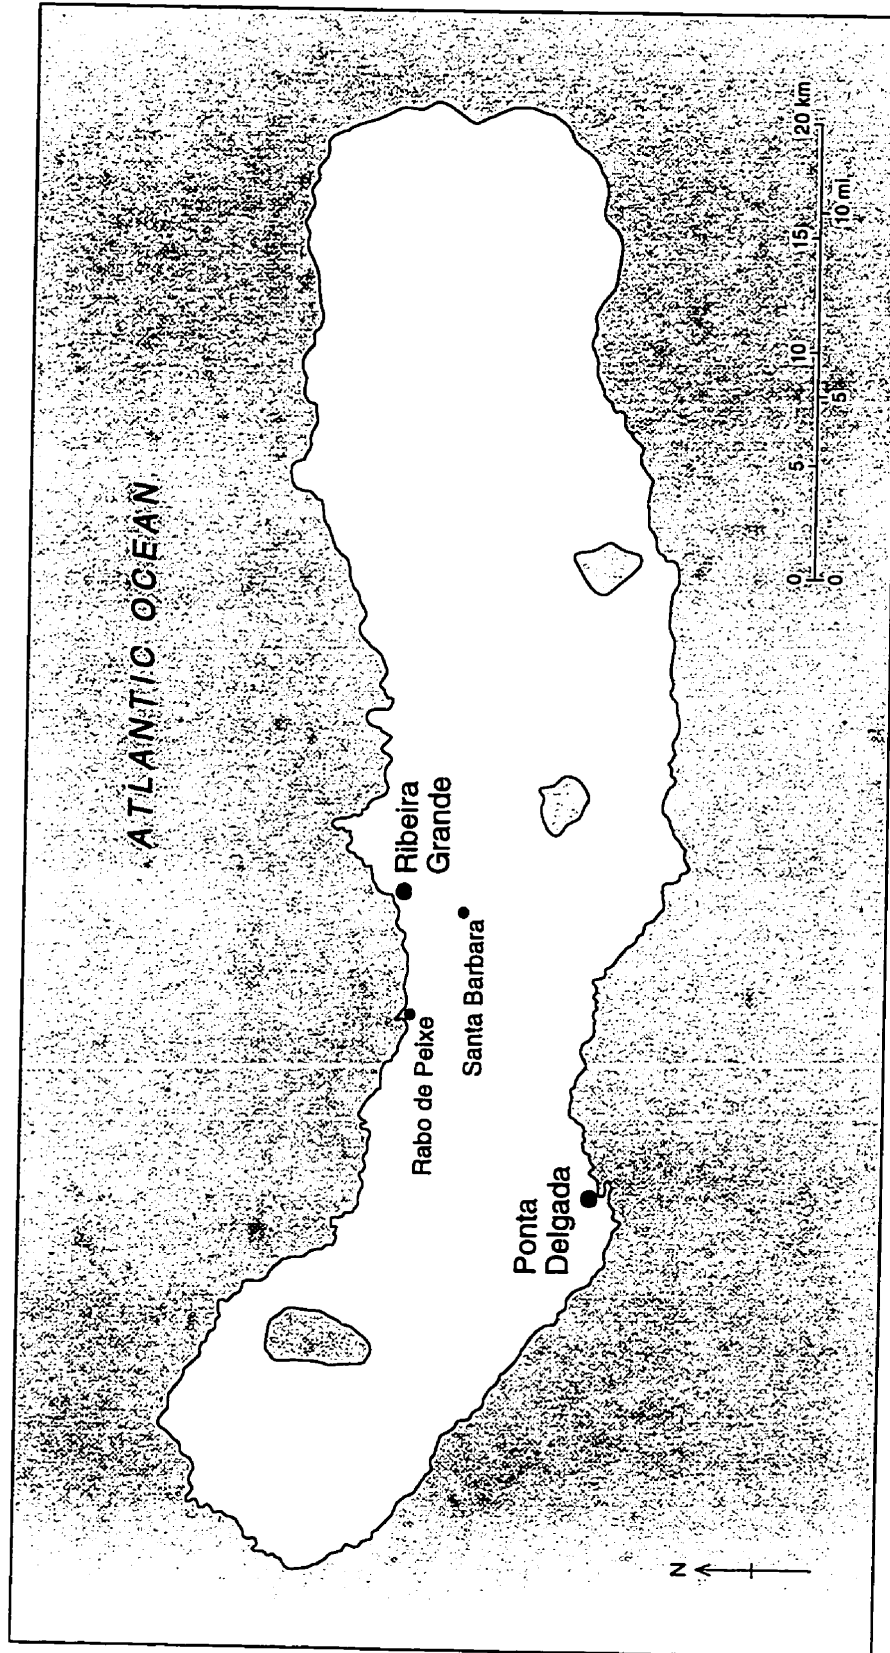 ATLANTIC OCEAN
Ribeira
Grande
Rabo de Peixe
Santa Barbara
Ponta
Delgada
N
0 5 10 15 20 km
0 5 10 mi